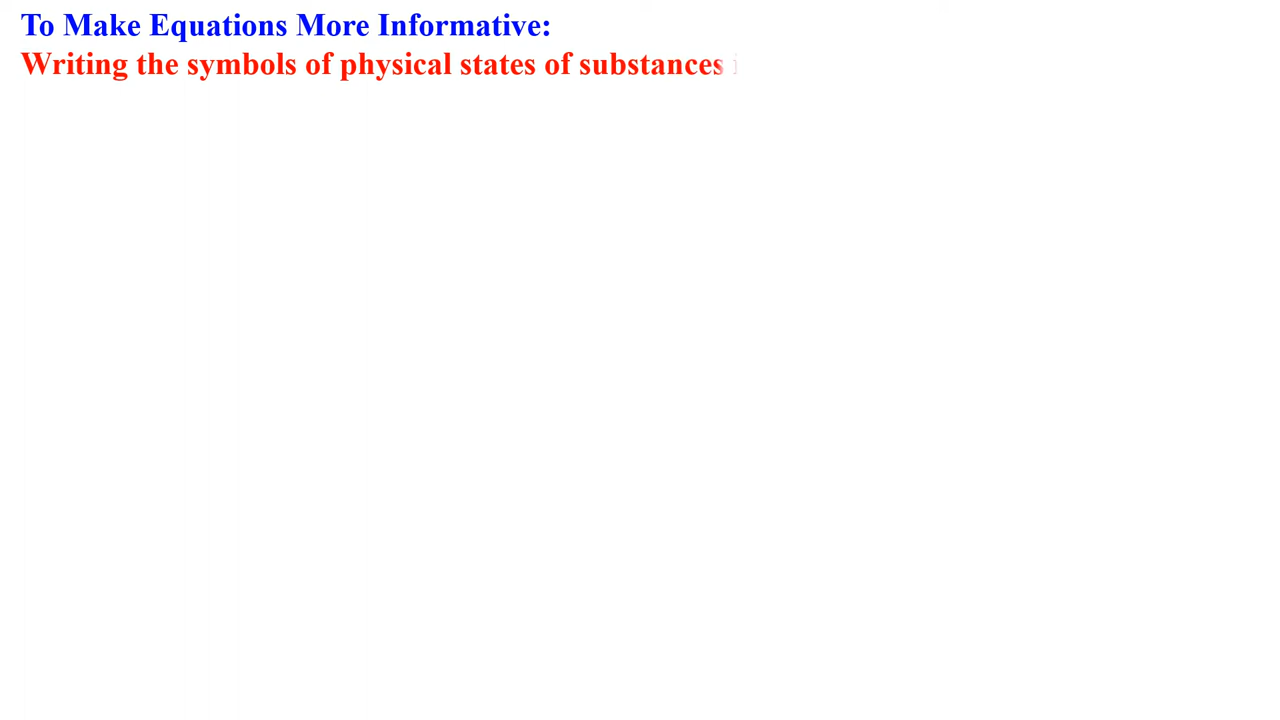 To Make Equations More Informative:
Writing the symbols of physical states of substances